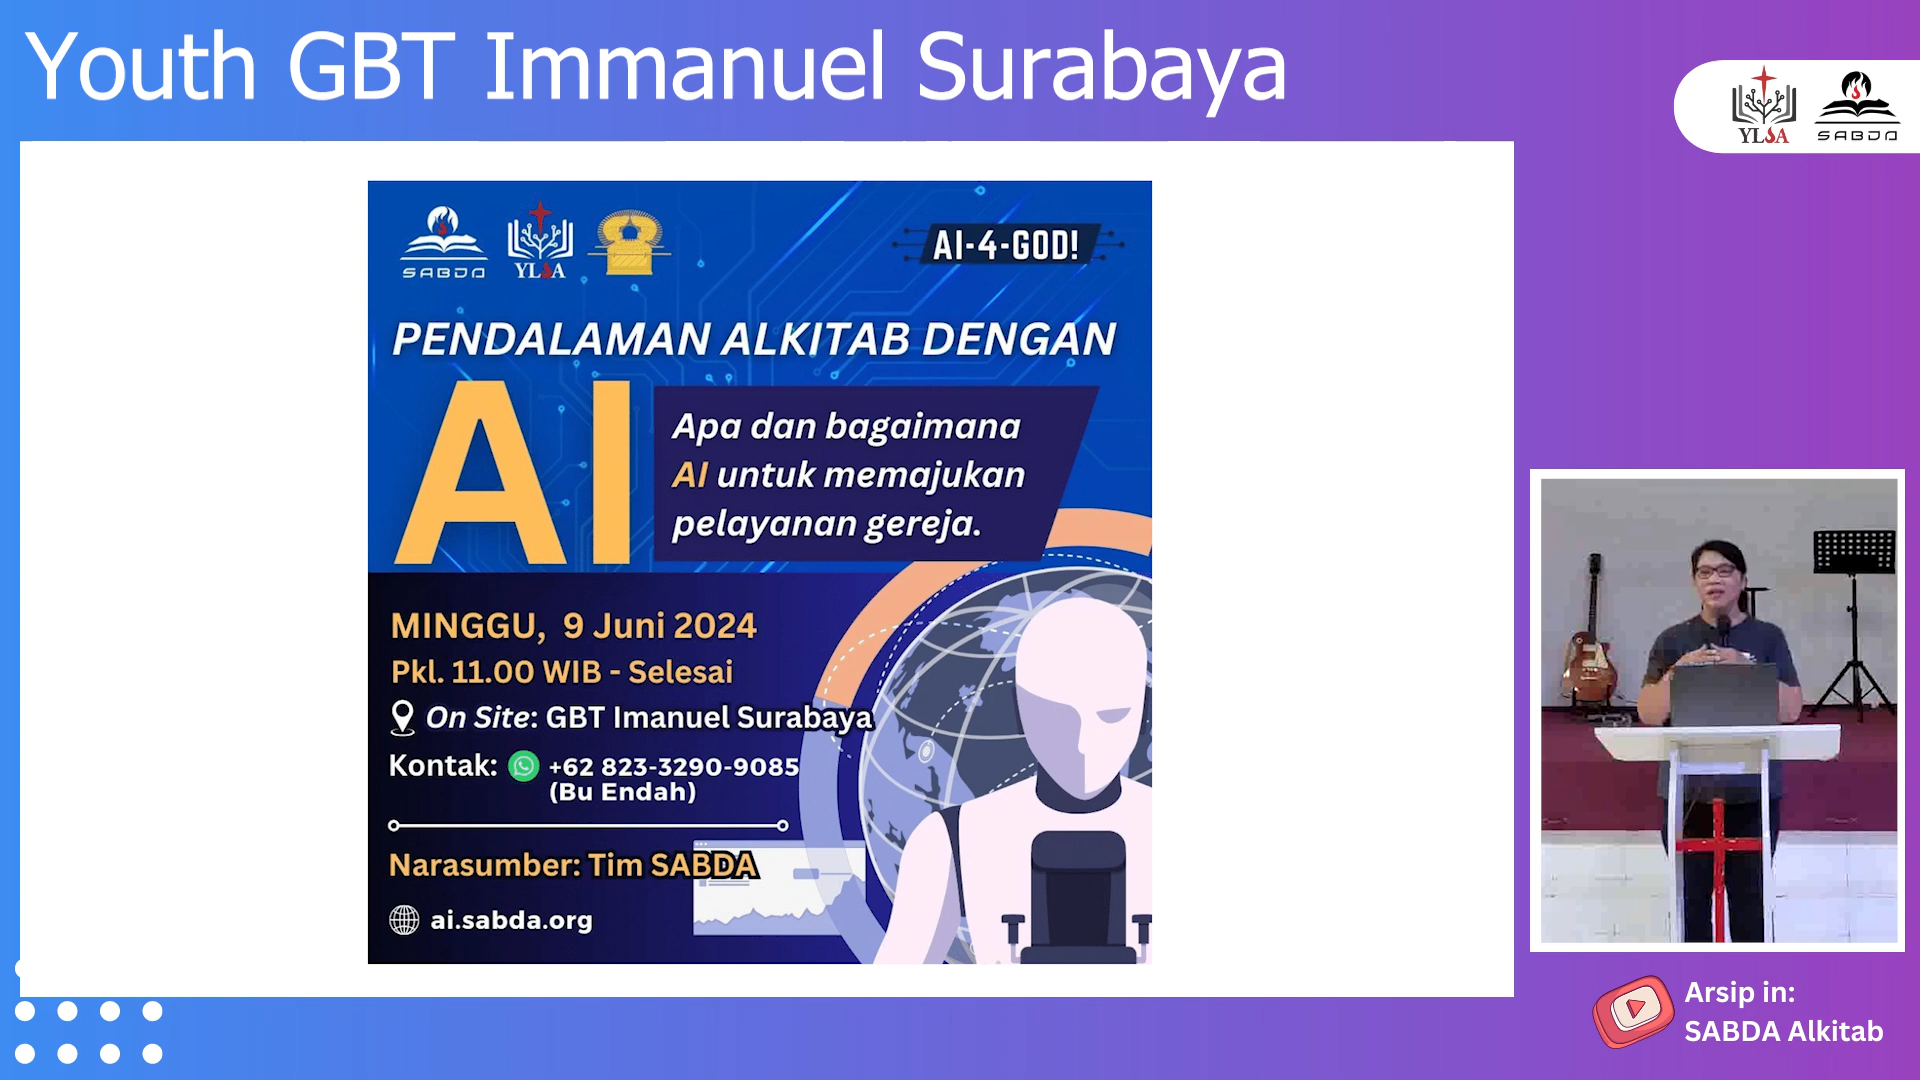 Youth GBT Immanuel Surabaya
YLSA
SABDA
SABDA
YLSA
AI-4-GOD!
PENDALAMAN ALKITAB DENGAN
AI
Apa dan bagaimana
AI untuk memajukan
pelayanan gereja.
MINGGU, 9 Juni 2024
Pkl. 11.00 WIB - Selesai
On Site: GBT Imanuel Surabaya
Kontak: +62 823-3290-9085
(Bu Endah)
Narasumber: Tim SABDA
ai.sabda.org
Arsip in:
SABDA Alkitab